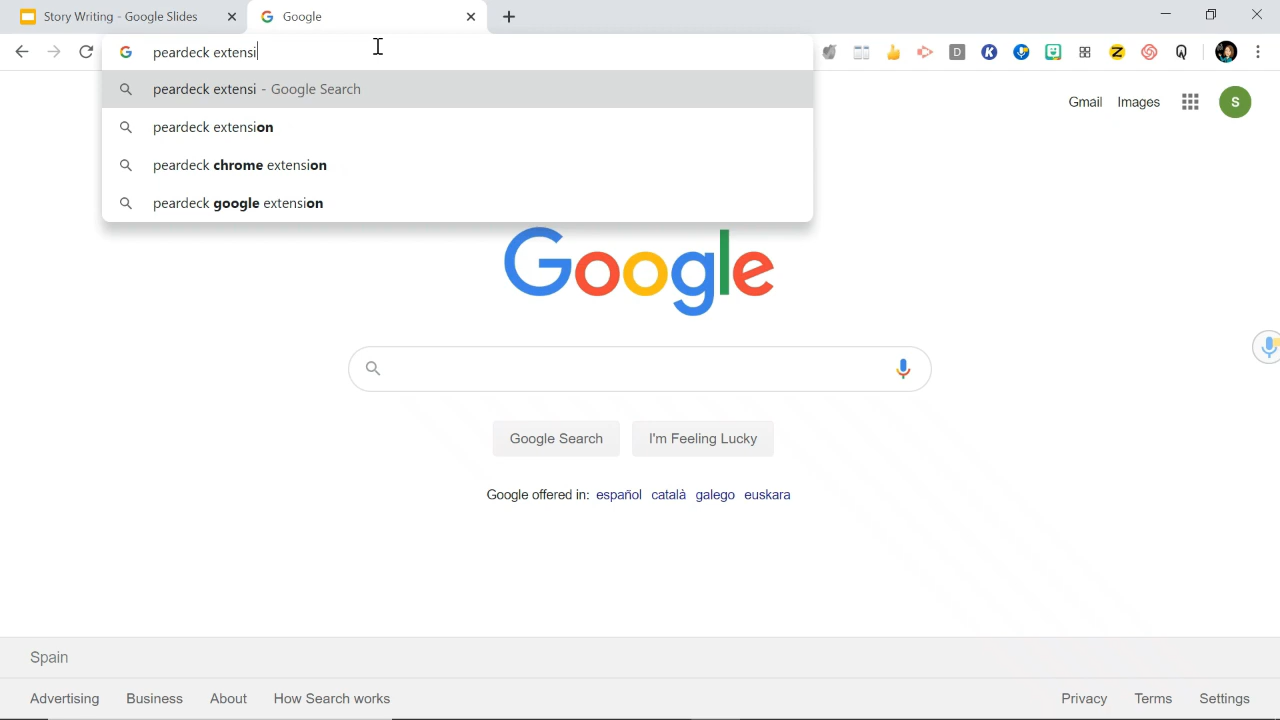 Story Writing - Google Slides
Google
peardeck extensi
peardeck extensi - Google Search
peardeck extension
peardeck chrome extension
peardeck google extension
Gmail Images S
Google
Google Search I'm Feeling Lucky
Google offered in: español català galego euskara
Spain
Advertising Business About How Search works Privacy Terms Settings